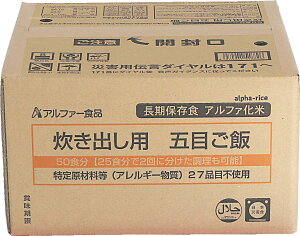 ご注意
開封口
災害用伝言ダイヤルは171へ
alpha-rice
アルファー食品
長期保存食 アルファ化米
炊き出し用 五目ご飯
50食分【25食分で2回に分けた調理も可能】
特定原材料等(アレルギー物質)27品目不使用
賞味期限
HALAL